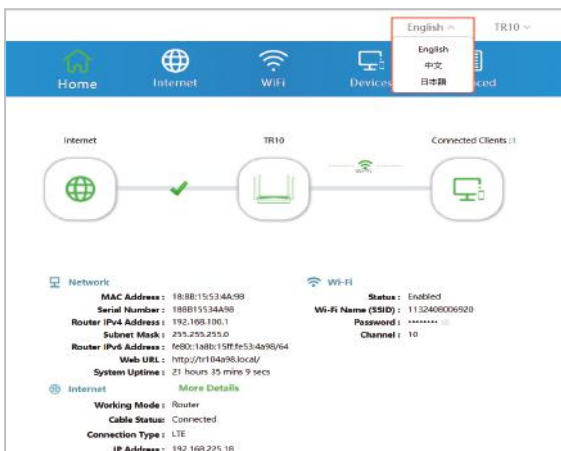 English TR10
English
中文
日本語
Home Internet WiFi Devices ced
Internet TR10 Connected Clients :1
Wi-Fi
Network
MAC Address : 18:8B:15:53:4A:98
Serial Number : 188B15534A98
Router IPv4 Address : 192.168.100.1
Subnet Mask : 255.255.255.0
Router IPv6 Address : fe80::1a8b:15ff:fe53:4a98/64
Web URL : http://tr104a98.local/
System Uptime : 21 hours 35 mins 9 secs
Wi-Fi
Status : Enabled
Wi-Fi Name (SSID) : 1132408006920
Password : ********
Channel : 10
Internet More Details
Working Mode : Router
Cable Status: Connected
Connection Type : LTE
IP Address : 192.168.225.18